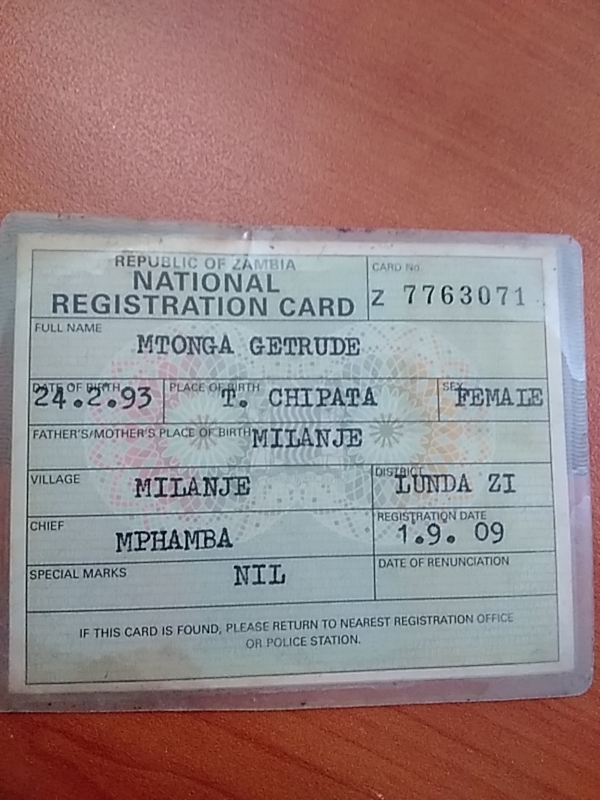 REPUBLIC OF ZAMBIA
NATIONAL
REGISTRATION CARD
CARD No.
Z 7763071
FULL NAME
MTONGA GETRUDE
DATE OF BIRTH
24.2.93
PLACE OF BIRTH
T. CHIPATA
SEX
FEMALE
FATHER'S/MOTHER'S PLACE OF BIRTH MILANJE
VILLAGE
MILANJE
DISTRICT
LUNDA ZI
CHIEF
MPHAMBA
REGISTRATION DATE
1.9. 09
SPECIAL MARKS
NIL
DATE OF RENUNCIATION
IF THIS CARD IS FOUND, PLEASE RETURN TO NEAREST REGISTRATION OFFICE
OR POLICE STATION.